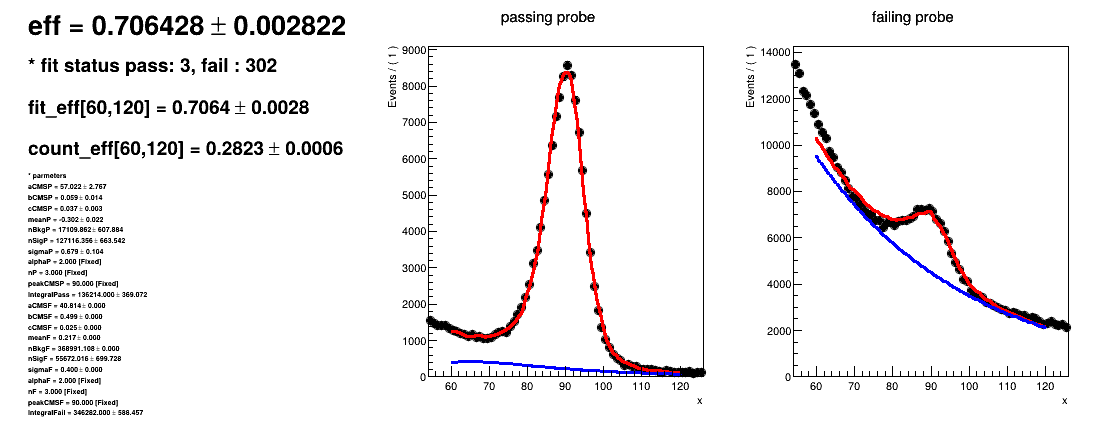 eff = 0.706428 ± 0.002822
* fit status pass: 3, fail : 302
fit_eff[60,120] = 0.7064 ± 0.0028
count_eff[60,120] = 0.2823 ± 0.0006
* parmeters
aCMSP = 57.022 ± 2.767
bCMSP = 0.059 ± 0.014
cCMSP = 0.037 ± 0.003
meanP = -0.302 ± 0.022
nBkgP = 17109.862 ± 607.884
nSigP = 127116.356 ± 663.542
sigmaP = 0.679 ± 0.104
alphaP = 2.000 [Fixed]
nP = 3.000 [Fixed]
peakCMSP = 90.000 [Fixed]
IntegralPass = 136214.000 ± 369.072
aCMSF = 40.814 ± 0.000
bCMSF = 0.499 ± 0.000
cCMSF = 0.025 ± 0.000
meanF = 0.217 ± 0.000
nBkgF = 368991.108 ± 0.000
nSigF = 55672.016 ± 699.728
sigmaF = 0.400 ± 0.000
alphaF = 2.000 [Fixed]
nF = 3.000 [Fixed]
peakCMSF = 90.000 [Fixed]
IntegralFail = 346282.000 ± 588.457
passing probe
Events / ( 1 )
9000
8000
7000
6000
5000
4000
3000
2000
1000
0
60 70 80 90 100 110 120
x
failing probe
Events / ( 1 )
14000
12000
10000
8000
6000
4000
2000
0
60 70 80 90 100 110 120
x